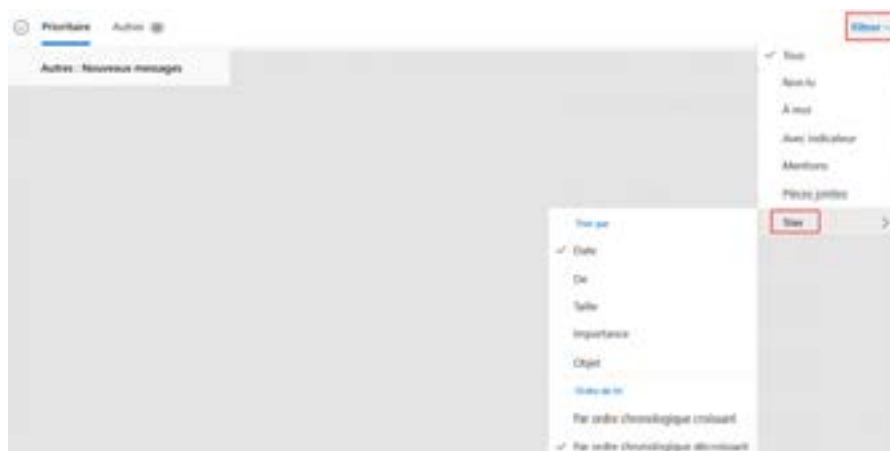 Prioritaire Autres
Filtrer
Autres : Nouveaux messages
Tous
Non lu
À moi
Avec indicateur
Mentions
Pièces jointes
Trier
Trier par
Date
De
Taille
Importance
Objet
Ordre de tri
Par ordre chronologique croissant
Par ordre chronologique décroissant